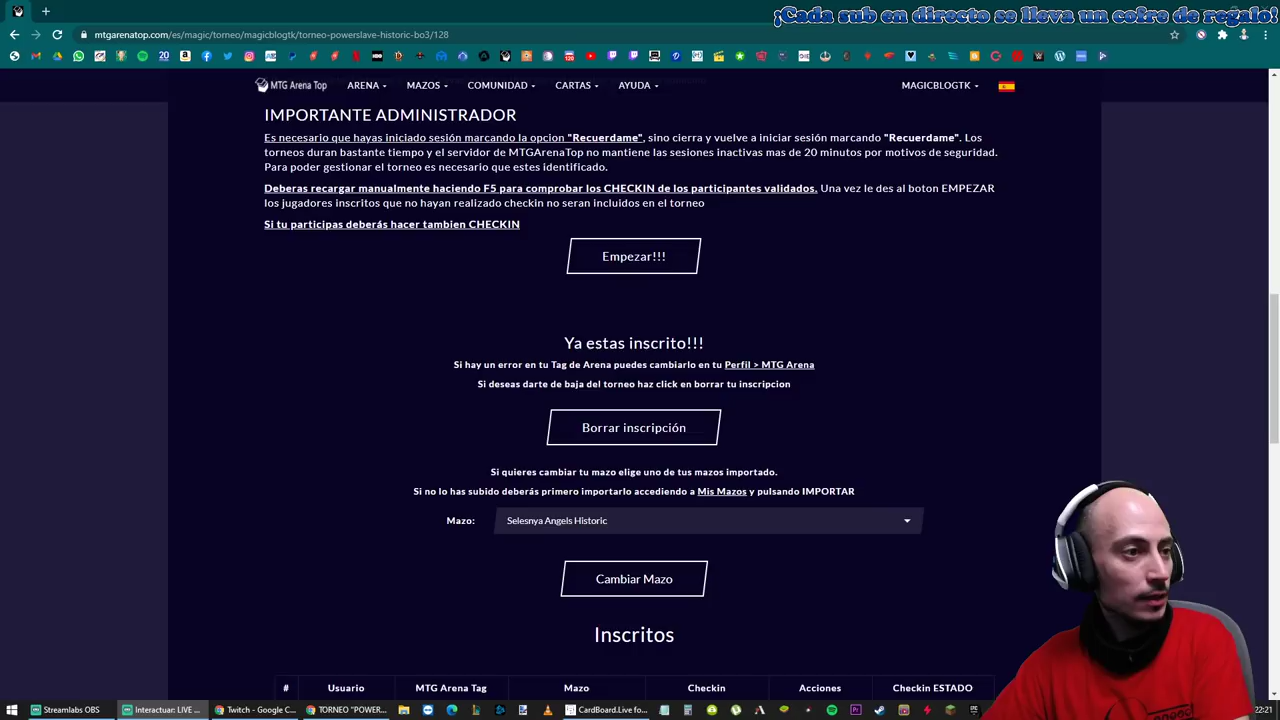 ¡Cada sub en directo se lleva un cofre de regalo!
mtgarenatop.com/es/magic/torneo/magicblogtk/torneo-powerslave-historic-bo3/128
MTG Arena Top ARENA MAZOS COMUNIDAD CARTAS AYUDA MAGICBLOGTK
IMPORTANTE ADMINISTRADOR
Es necesario que hayas iniciado sesión marcando la opcion "Recuerdame", sino cierra y vuelve a iniciar sesión marcando "Recuerdame". Los
torneos duran bastante tiempo y el servidor de MTGArenaTop no mantiene las sesiones inactivas mas de 20 minutos por motivos de seguridad.
Para poder gestionar el torneo es necesario que estes identificado.
Deberas recargar manualmente haciendo F5 para comprobar los CHECKIN de los participantes validados. Una vez le des al boton EMPEZAR
los jugadores inscritos que no hayan realizado checkin no seran incluidos en el torneo
Si tu participas deberás hacer tambien CHECKIN
Empezar!!!
Ya estas inscrito!!!
Si hay un error en tu Tag de Arena puedes cambiarlo en tu Perfil > MTG Arena
Si deseas darte de baja del torneo haz click en borrar tu inscripcion
Borrar inscripción
Si quieres cambiar tu mazo elige uno de tus mazos importado.
Si no lo has subido deberás primero importarlo accediendo a Mis Mazos y pulsando IMPORTAR
Mazo: Selesnya Angels Historic
Cambiar Mazo
Inscritos
# Usuario MTG Arena Tag Mazo Checkin Acciones Checkin ESTADO
Streamlabs OBS Interactuar: LIVE ... Twitch - Google C... TORNEO "POWER... CardBoard.Live fo... 22:21